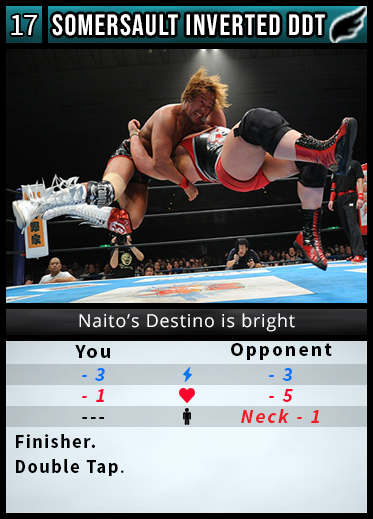 17 SOMERSAULT INVERTED DDT
Naito's Destino is bright
You Opponent
- 3 - 3
- 1 - 5
--- Neck - 1
Finisher.
Double Tap.